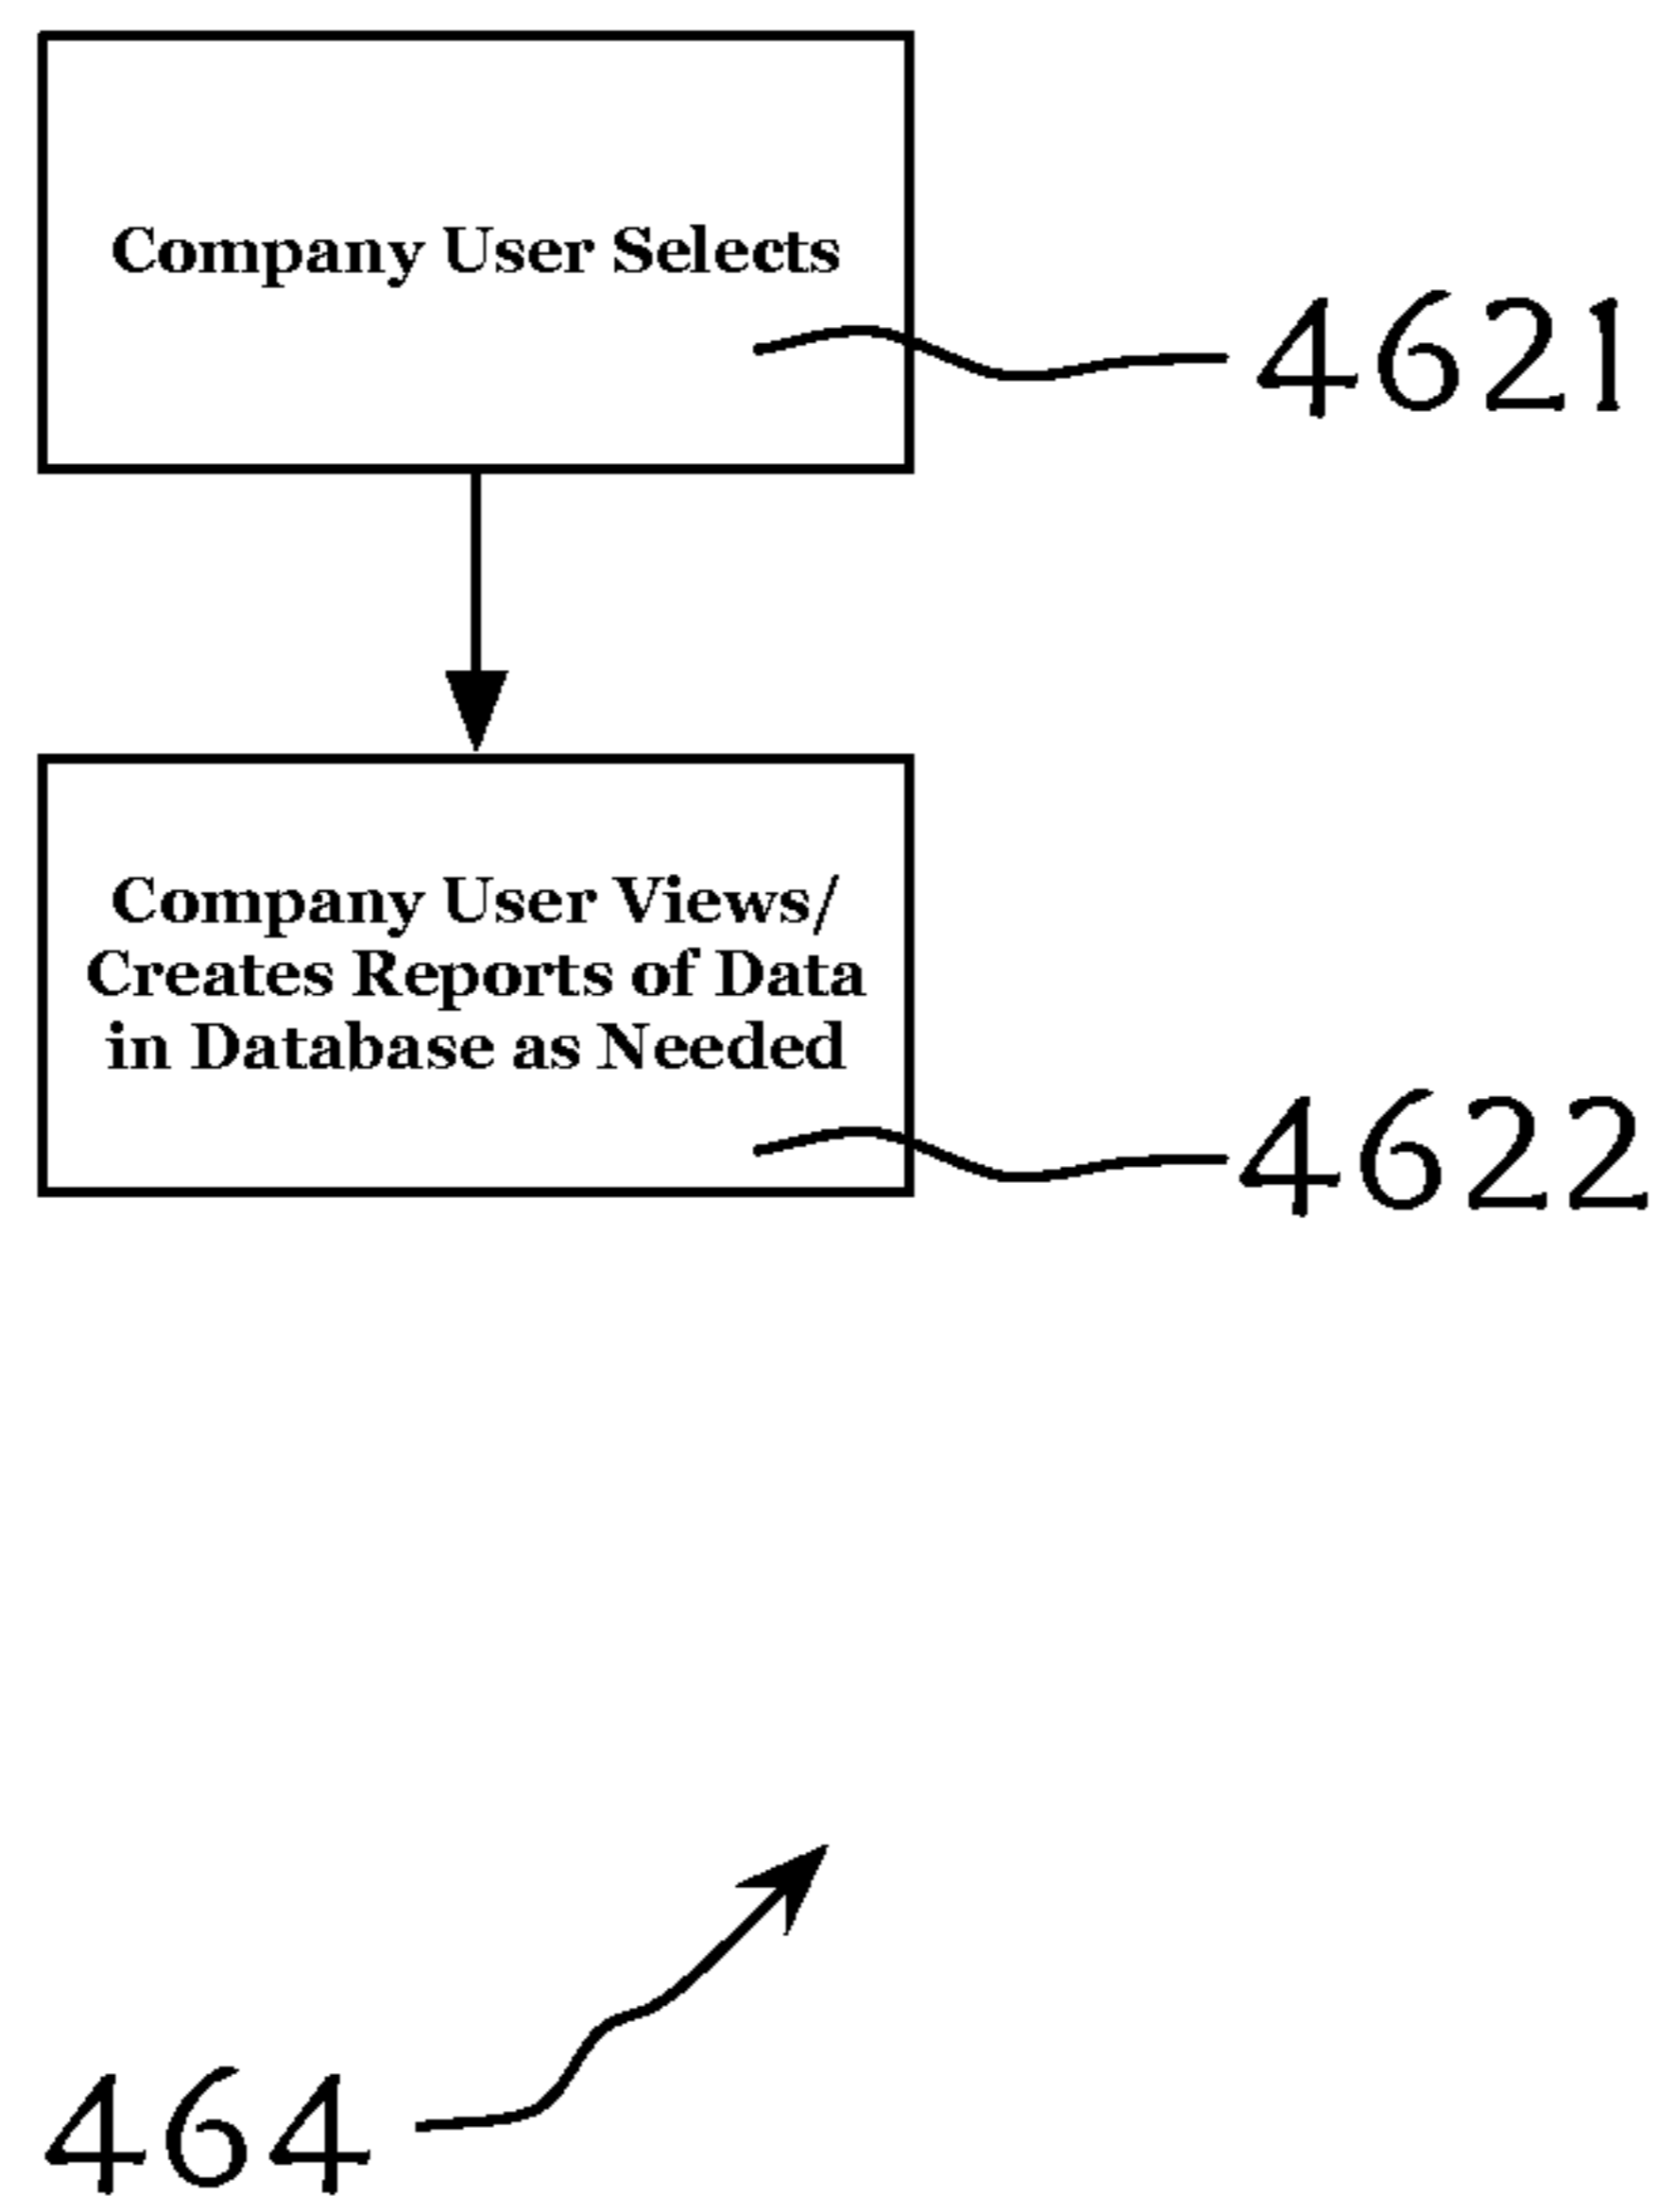 Company User Selects
4621
Company User Views/
Creates Reports of Data
in Database as Needed
4622
464